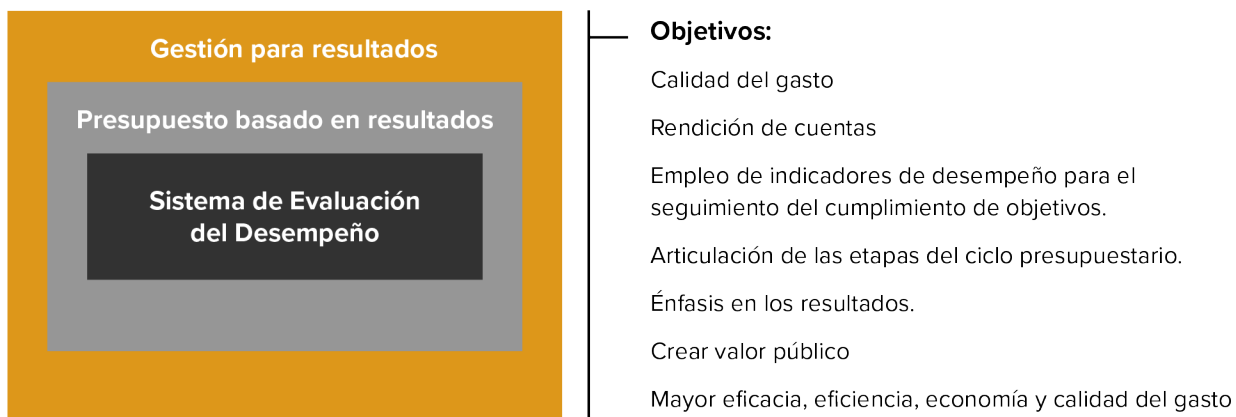 Gestión para resultados
Presupuesto basado en resultados
Sistema de Evaluación
del Desempeño
Objetivos:
Calidad del gasto
Rendición de cuentas
Empleo de indicadores de desempeño para el
seguimiento del cumplimiento de objetivos.
Articulación de las etapas del ciclo presupuestario.
Énfasis en los resultados.
Crear valor público
Mayor eficacia, eficiencia, economía y calidad del gasto